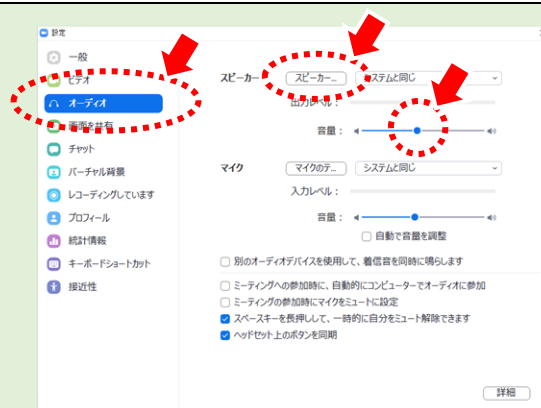 設定
一般
ビデオ
オーディオ
画面を共有
チャット
バーチャル背景
レコーディングしています
プロフィール
統計情報
キーボードショートカット
接近性
スピーカー
スピーカー...
システムと同じ
出力レベル：
音量：
マイク
マイクのテ...
システムと同じ
入力レベル：
音量：
自動で音量を調整
別のオーディオデバイスを使用して、着信音を同時に鳴らします
ミーティングへの参加時に、自動的にコンピューターでオーディオに参加
ミーティングの参加時にマイクをミュートに設定
スペースキーを長押しして、一時的に自分をミュート解除できます
ヘッドセット上のボタンを同期
詳細